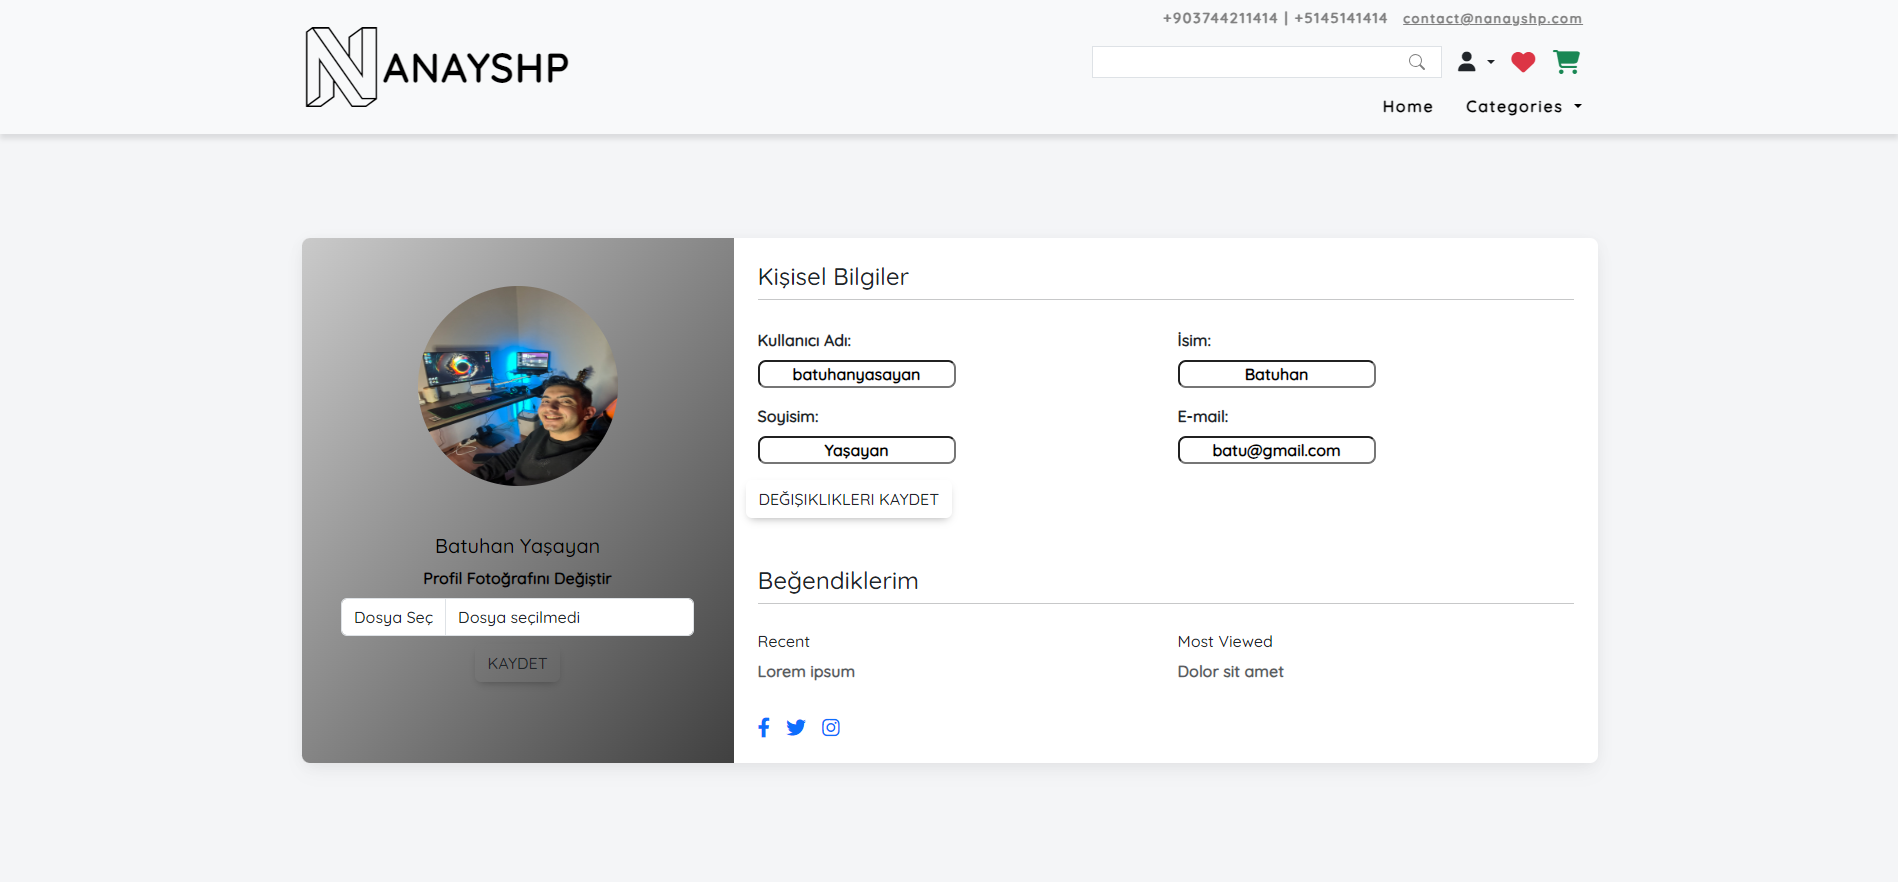 +903744211414 | +5145141414 contact@nanayshp.com
NANAYSHP
Home Categories
Kişisel Bilgiler
Kullanıcı Adı: İsim:
batuhanyasayan Batuhan
Soyisim: E-mail:
Yaşayan batu@gmail.com
DEĞIŞIKLIKLERI KAYDET
Batuhan Yaşayan
Profil Fotoğrafını Değiştir
Dosya Seç Dosya seçilmedi
KAYDET
Beğendiklerim
Recent Most Viewed
Lorem ipsum Dolor sit amet